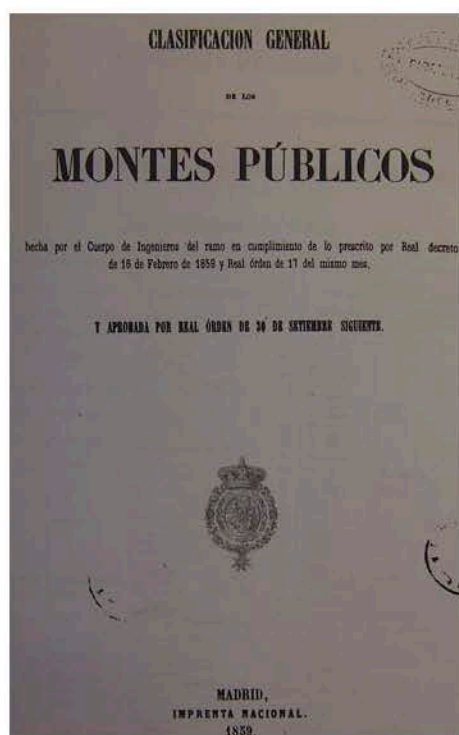 CLASIFICACION GENERAL
DE LOS
MONTES PÚBLICOS
hecha por el Cuerpo de Ingenieros del ramo en cumplimiento de lo prescrito por Real decreto
de 16 de Febrero de 1859 y Real órden de 17 del mismo mes,
Y APROBADA POR REAL ÓRDEN DE 30 DE SETIEMBRE SIGUIENTE.
MADRID,
IMPRENTA NACIONAL.
1859